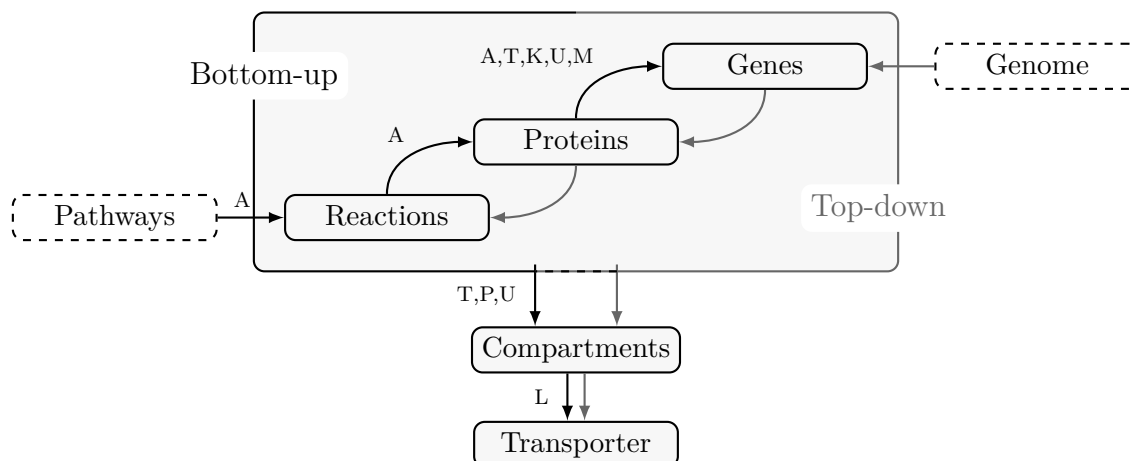 A,T,K,U,M
Genes
Genome
Bottom-up
A
Proteins
Pathways
A
Reactions
Top-down
T,P,U
Compartments
L
Transporter